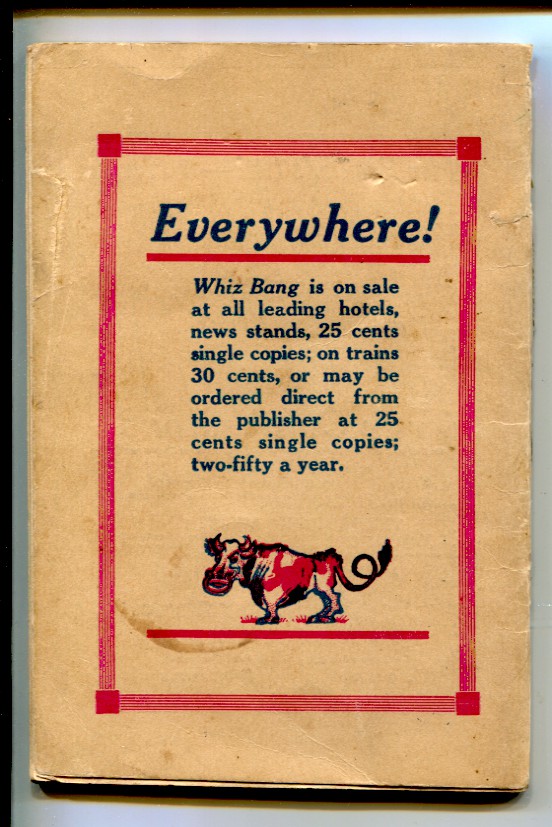 Everywhere!
Whiz Bang is on sale
at all leading hotels,
news stands, 25 cents
single copies; on trains
30 cents, or may be
ordered direct from
the publisher at 25
cents single copies;
two-fifty a year.